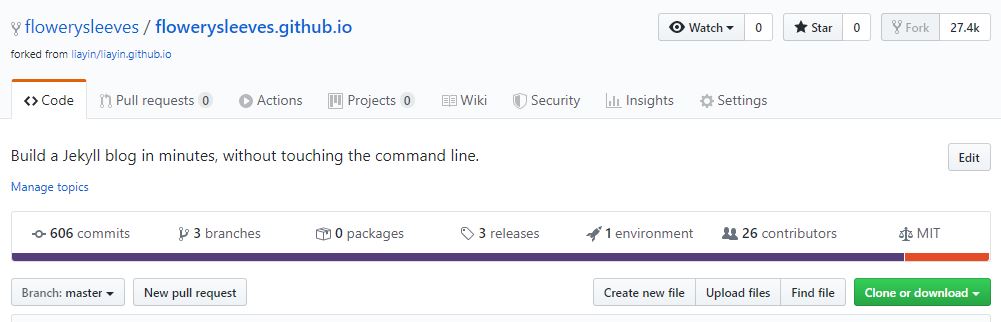 flowerysleeves / flowerysleeves.github.io
Watch 0 Star 0 Fork 27.4k
forked from liayin/liayin.github.io
Code Pull requests 0 Actions Projects 0 Wiki Security Insights Settings
Build a Jekyll blog in minutes, without touching the command line.
Edit
Manage topics
606 commits 3 branches 0 packages 3 releases 1 environment 26 contributors MIT
Branch: master New pull request Create new file Upload files Find file Clone or download